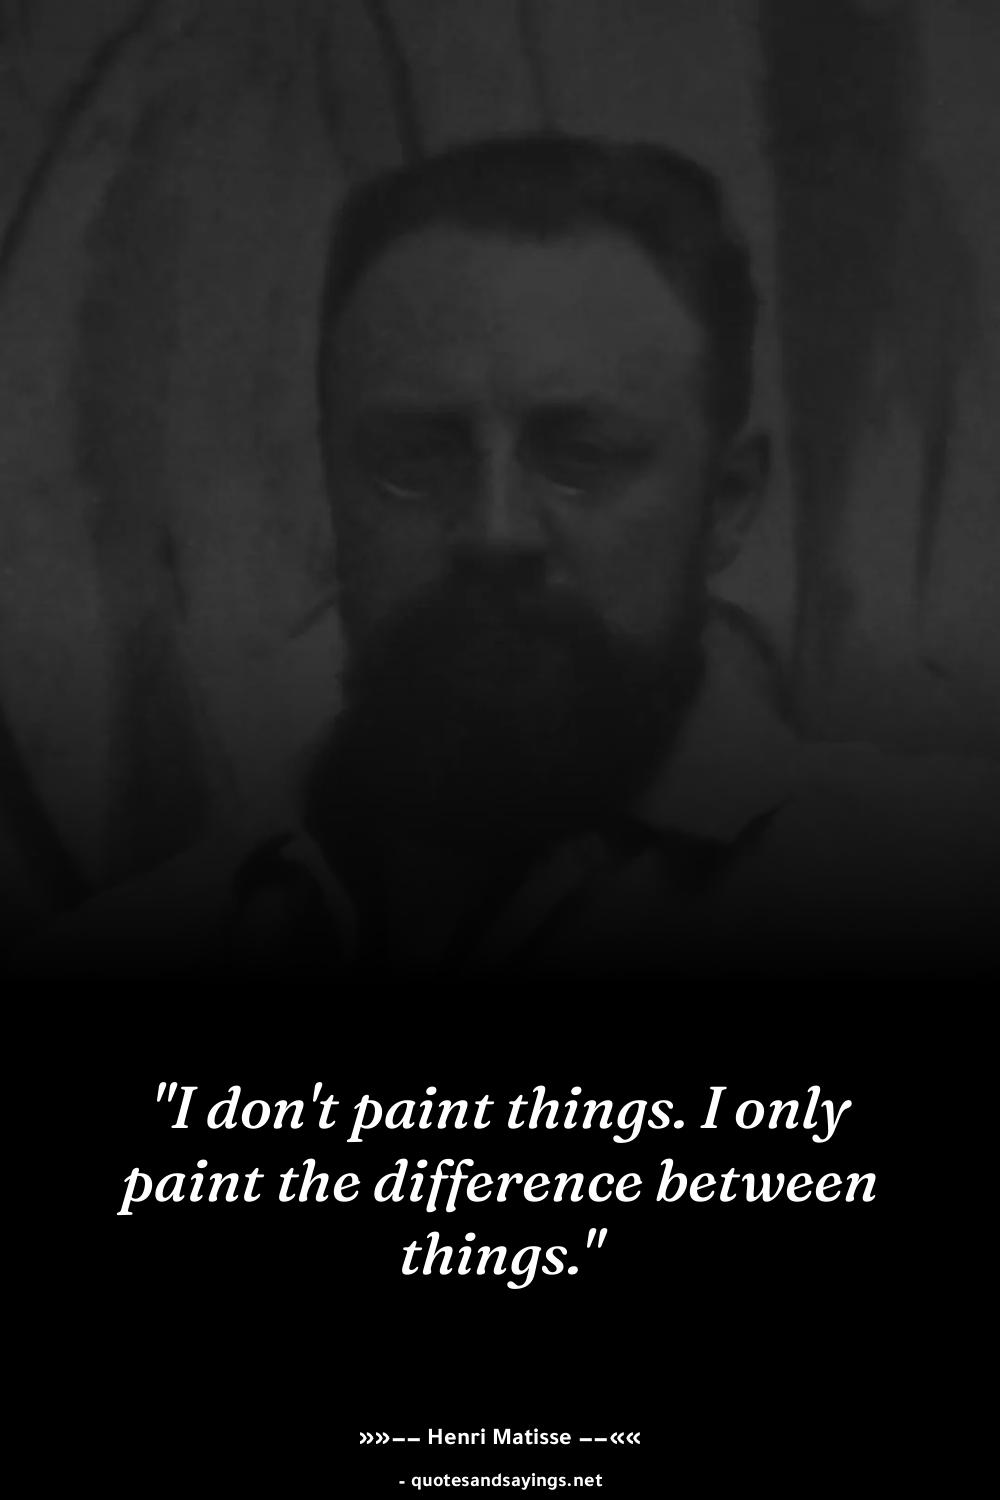 "I don't paint things. I only
paint the difference between
things."
»»–– Henri Matisse ––««
- quotesandsayings.net